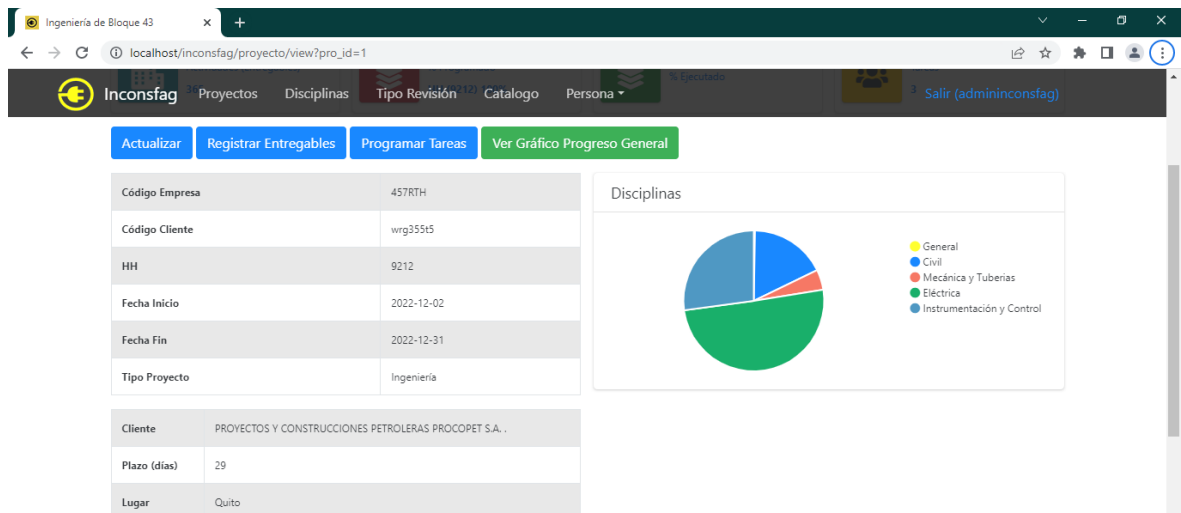 Ingeniería de Bloque 43
localhost/inconsfag/proyecto/view?pro_id=1
% Ejecutado
Inconsfag Proyectos Disciplinas Tipo Revisión Catalogo Persona
3 Salir (admininconsfag)
Actualizar Registrar Entregables Programar Tareas Ver Gráfico Progreso General
Código Empresa 457RTH
Código Cliente wrg355t5
HH 9212
Fecha Inicio 2022-12-02
Fecha Fin 2022-12-31
Tipo Proyecto Ingeniería
Disciplinas
General
Civíl
Mecánica y Tuberias
Eléctrica
Instrumentación y Control
Cliente PROYECTOS Y CONSTRUCCIONES PETROLERAS PROCOPET S.A. .
Plazo (días) 29
Lugar Quito